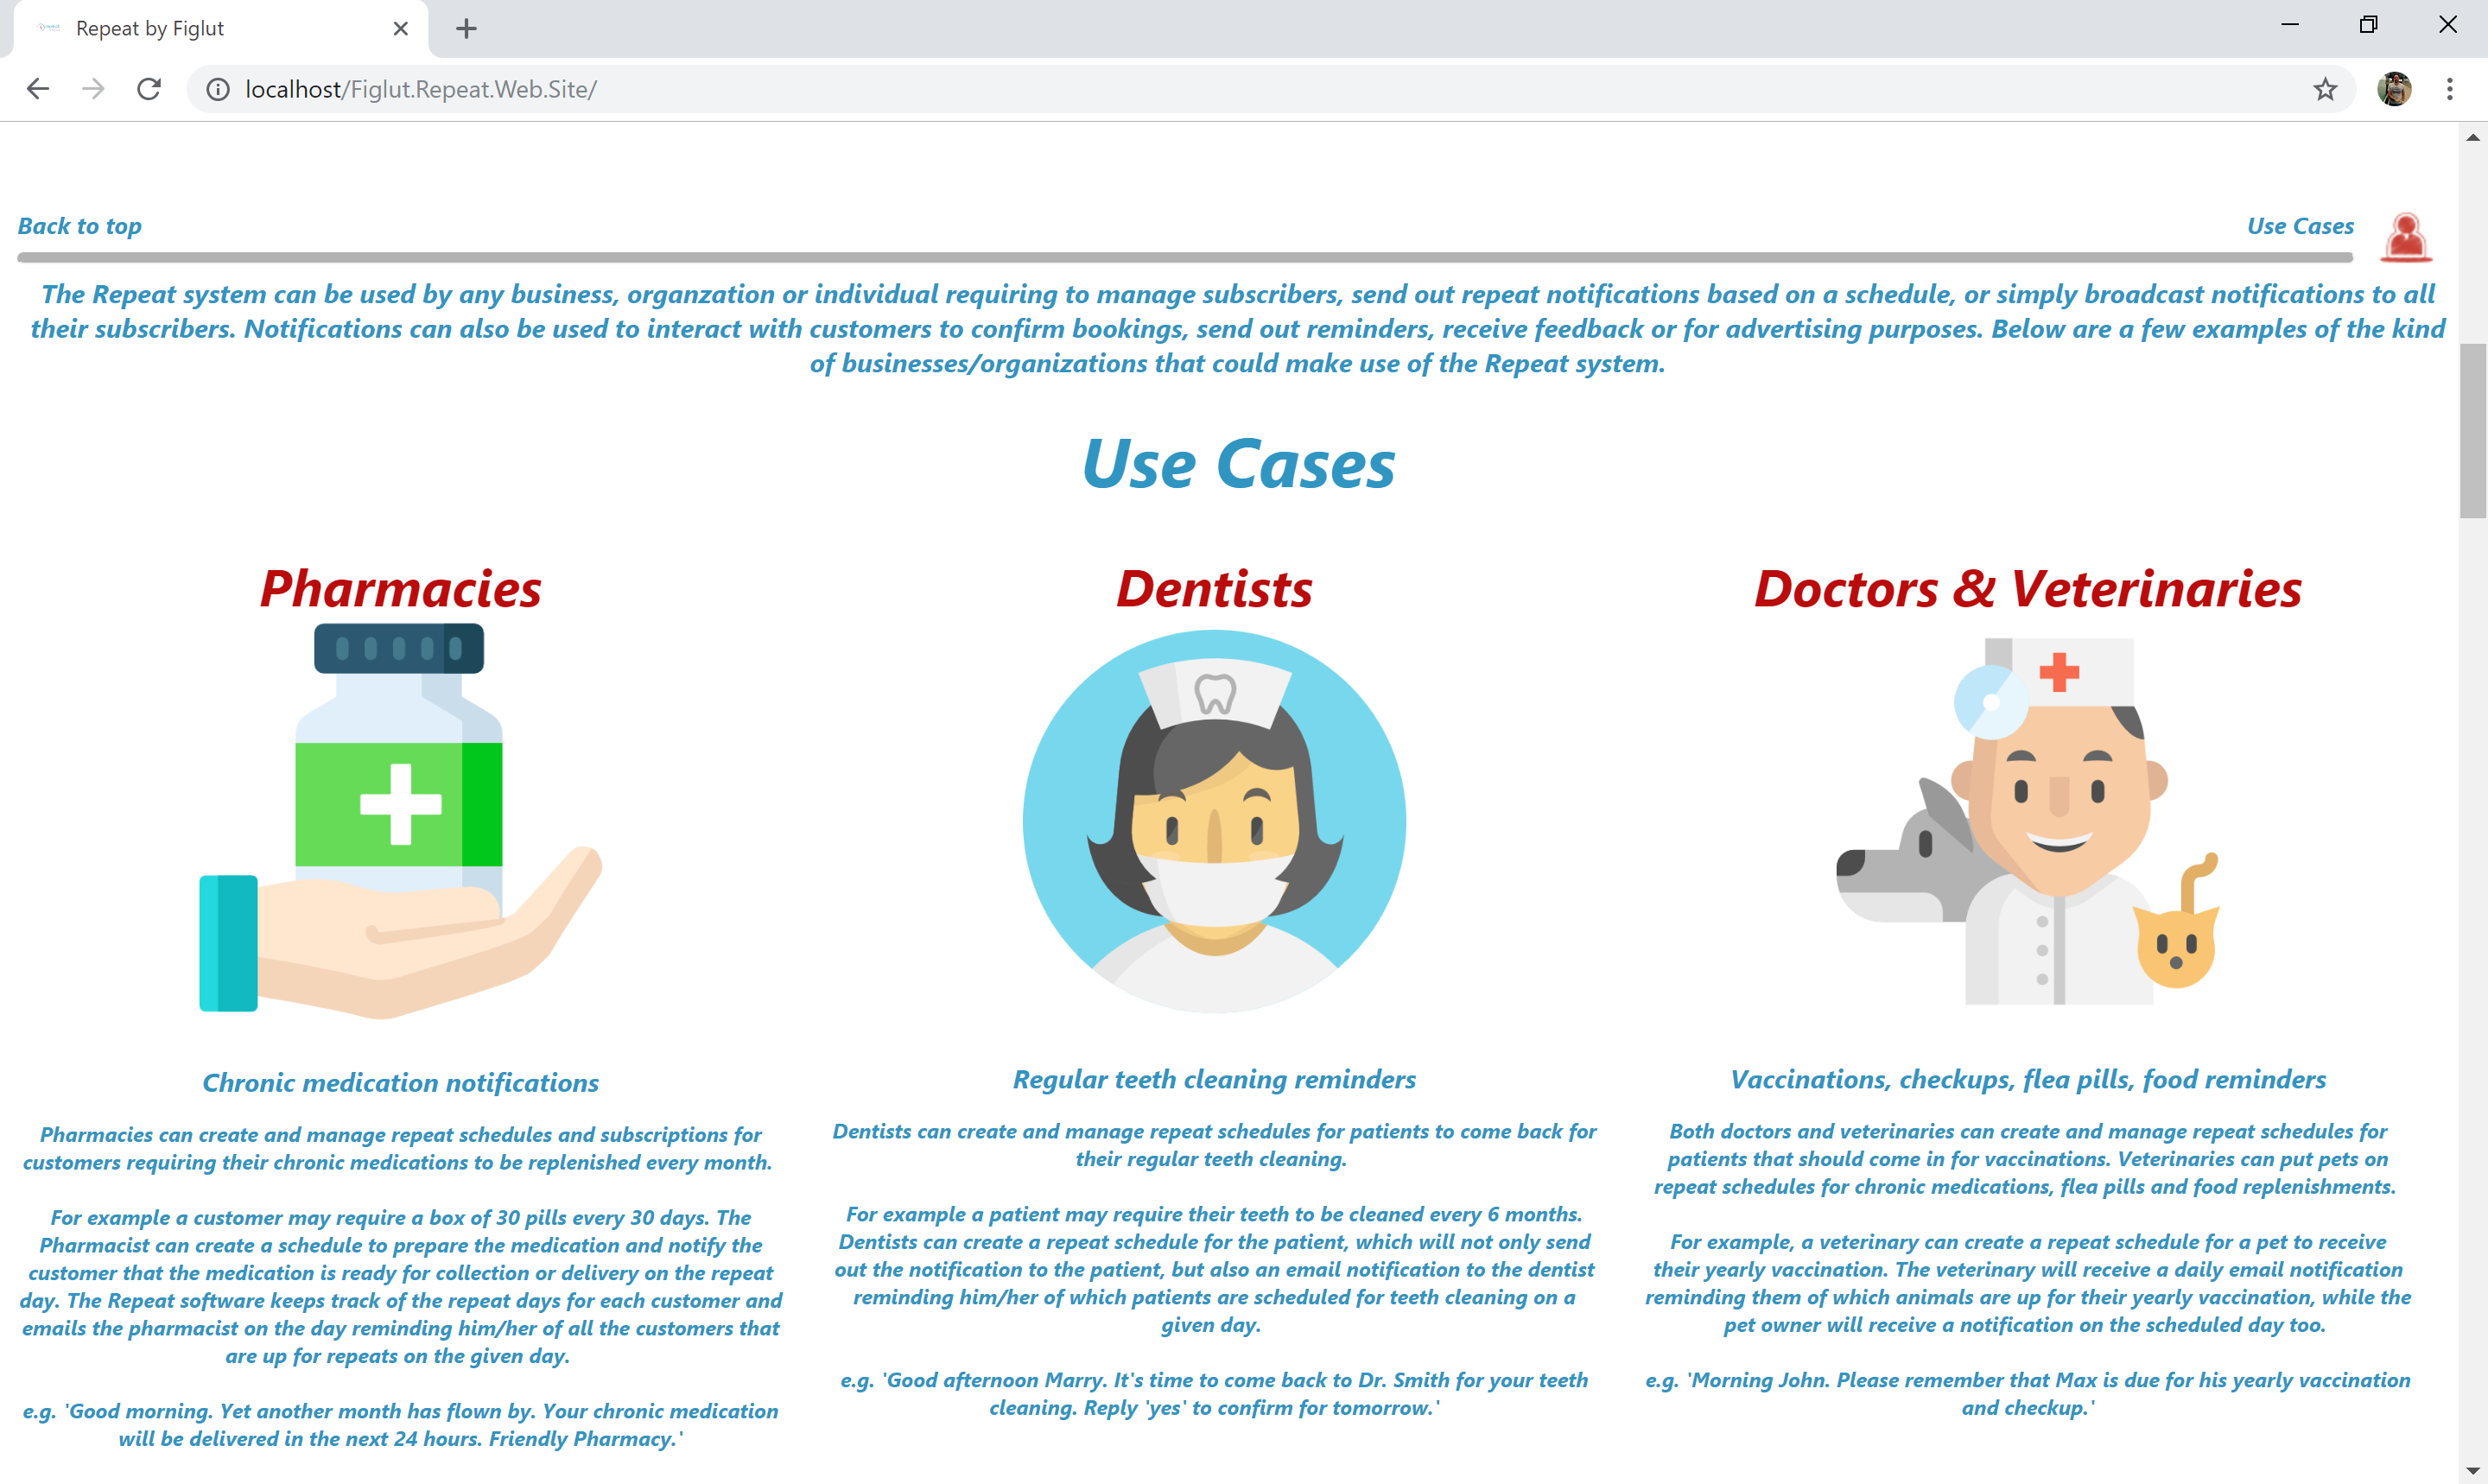 Repeat by Figlut
localhost/Figlut.Repeat.Web.Site/
Back to top
Use Cases
The Repeat system can be used by any business, organzation or individual requiring to manage subscribers, send out repeat notifications based on a schedule, or simply broadcast notifications to all
their subscribers. Notifications can also be used to interact with customers to confirm bookings, send out reminders, receive feedback or for advertising purposes. Below are a few examples of the kind
of businesses/organizations that could make use of the Repeat system.
Use Cases
Pharmacies
Chronic medication notifications
Pharmacies can create and manage repeat schedules and subscriptions for
customers requiring their chronic medications to be replenished every month.
For example a customer may require a box of 30 pills every 30 days. The
Pharmacist can create a schedule to prepare the medication and notify the
customer that the medication is ready for collection or delivery on the repeat
day. The Repeat software keeps track of the repeat days for each customer and
emails the pharmacist on the day reminding him/her of all the customers that
are up for repeats on the given day.
e.g. 'Good morning. Yet another month has flown by. Your chronic medication
will be delivered in the next 24 hours. Friendly Pharmacy.'
Dentists
Regular teeth cleaning reminders
Dentists can create and manage repeat schedules for patients to come back for
their regular teeth cleaning.
For example a patient may require their teeth to be cleaned every 6 months.
Dentists can create a repeat schedule for the patient, which will not only send
out the notification to the patient, but also an email notification to the dentist
reminding him/her of which patients are scheduled for teeth cleaning on a
given day.
e.g. 'Good afternoon Marry. It's time to come back to Dr. Smith for your teeth
cleaning. Reply 'yes' to confirm for tomorrow.'
Doctors & Veterinaries
Vaccinations, checkups, flea pills, food reminders
Both doctors and veterinaries can create and manage repeat schedules for
patients that should come in for vaccinations. Veterinaries can put pets on
repeat schedules for chronic medications, flea pills and food replenishments.
For example, a veterinary can create a repeat schedule for a pet to receive
their yearly vaccination. The veterinary will receive a daily email notification
reminding them of which animals are up for their yearly vaccination, while the
pet owner will receive a notification on the scheduled day too.
e.g. 'Morning John. Please remember that Max is due for his yearly vaccination
and checkup.'